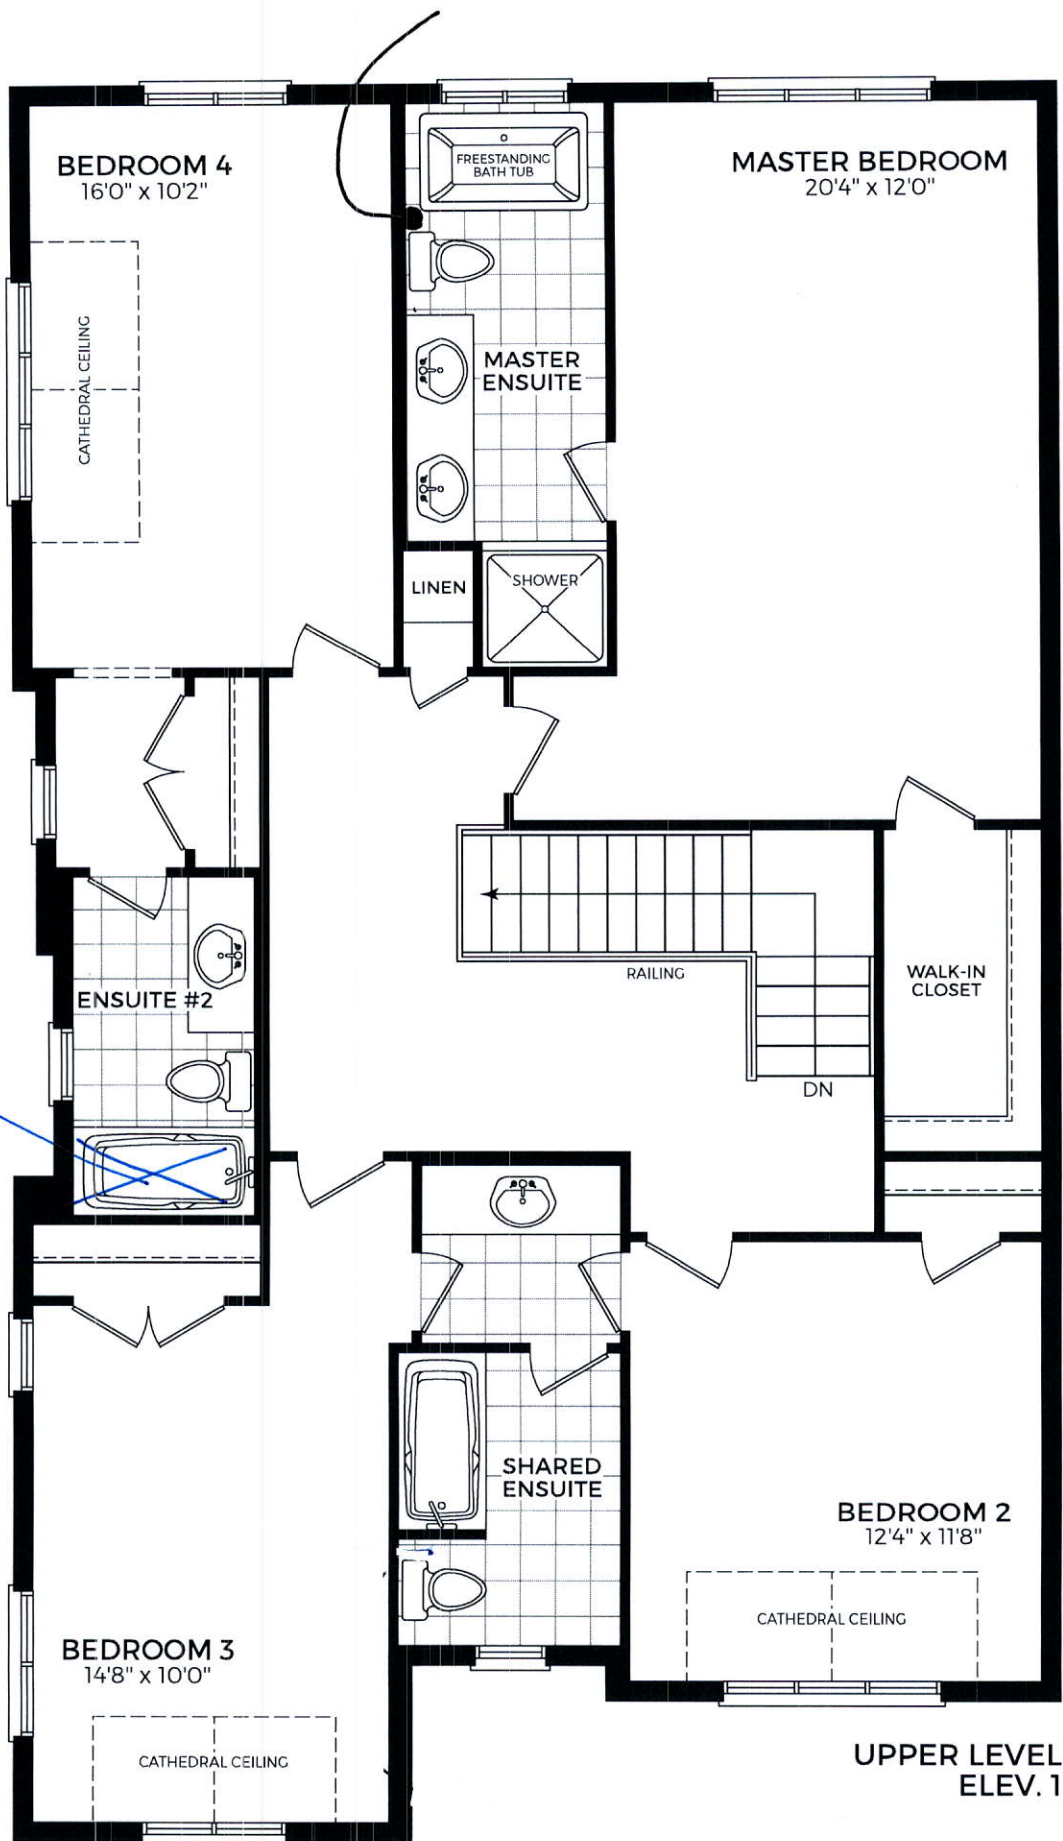 BEDROOM 4
16'0" x 10'2"
FREESTANDING
BATH TUB
MASTER BEDROOM
20'4" x 12'0"
CATHEDRAL CEILING
MASTER
ENSUITE
LINEN
SHOWER
RAILING
WALK-IN
CLOSET
ENSUITE #2
DN
SHARED
ENSUITE
BEDROOM 2
12'4" x 11'8"
CATHEDRAL CEILING
BEDROOM 3
14'8" x 10'0"
CATHEDRAL CEILING
UPPER LEVEL
ELEV. 1